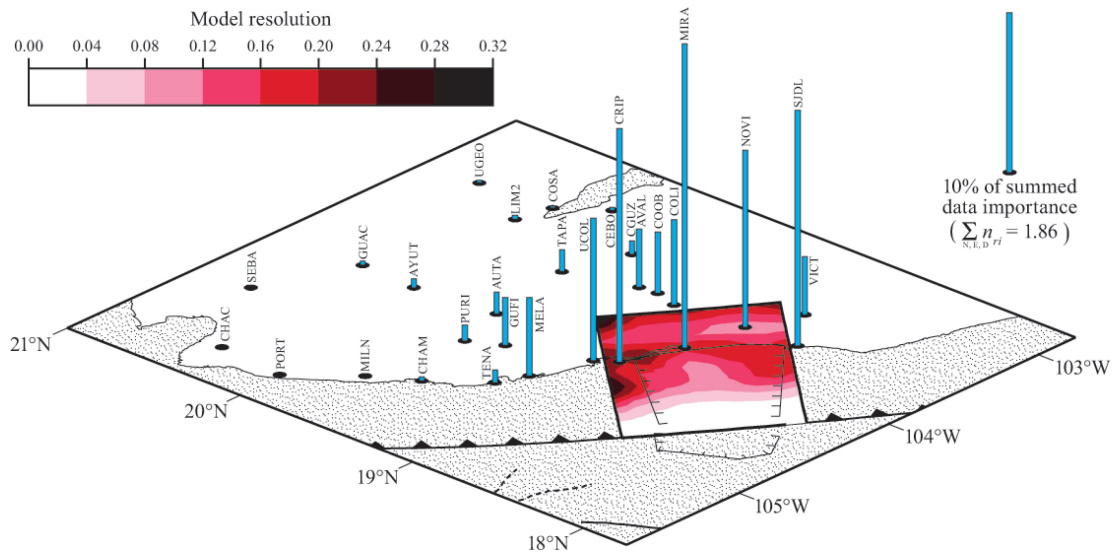 Model resolution
0.00 0.04 0.08 0.12 0.16 0.20 0.24 0.28 0.32
MIRA
CRIP
SJDL
NOVI
UGEO
COSA
LIM2
TAPA
UCOL
CEBO
CGUZ
AVAL
COOB
COLI
VICT
10% of summed
data importance
( ∑ n_ri = 1.86 )
N, E, D
SEBA
GUAC
AYUT
AUTA
GUFI
MELA
PURI
CHAC
PORT
MILN
CHAM
TENA
21°N
20°N
19°N
18°N
103°W
104°W
105°W